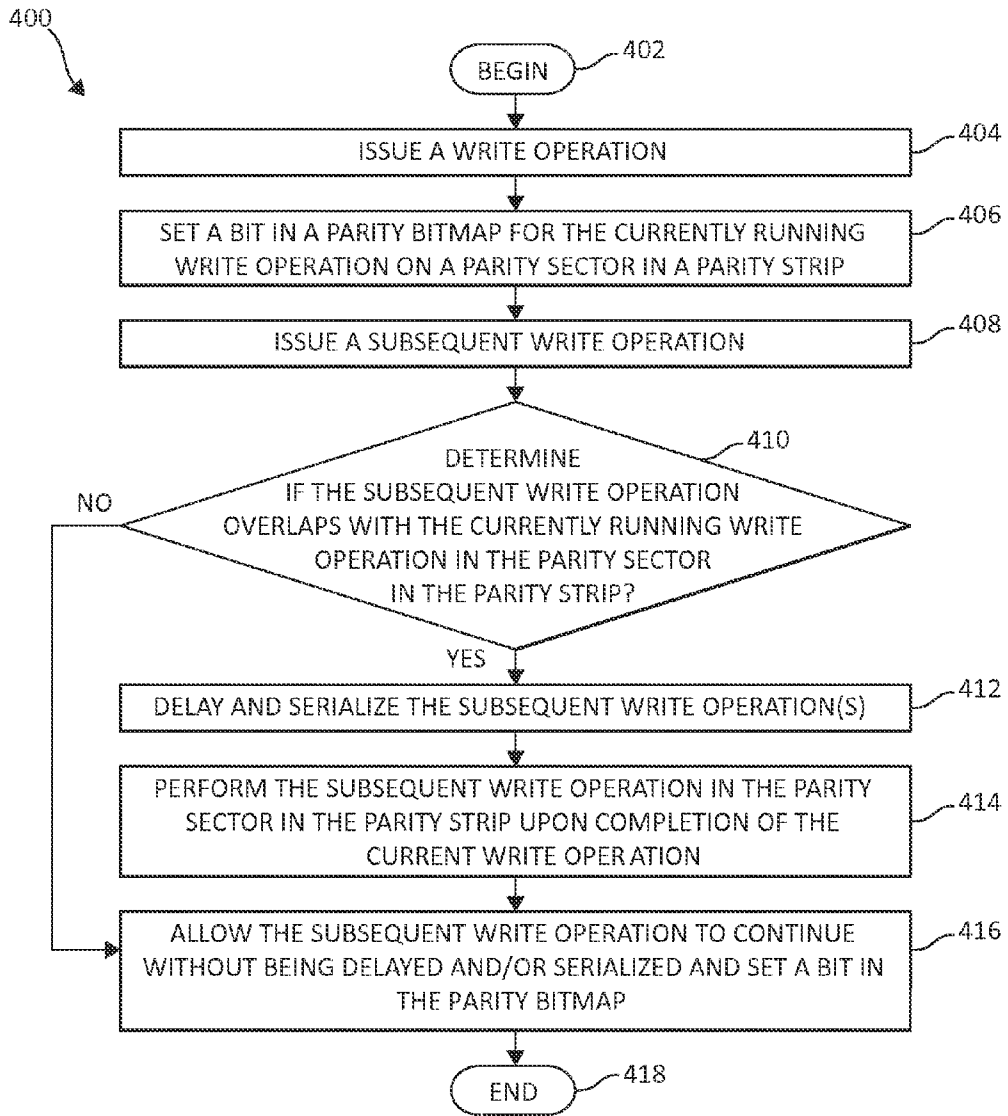 400
BEGIN
402
ISSUE A WRITE OPERATION
404
SET A BIT IN A PARITY BITMAP FOR THE CURRENTLY RUNNING
WRITE OPERATION ON A PARITY SECTOR IN A PARITY STRIP
406
ISSUE A SUBSEQUENT WRITE OPERATION
408
410
DETERMINE
IF THE SUBSEQUENT WRITE OPERATION
OVERLAPS WITH THE CURRENTLY RUNNING WRITE
OPERATION IN THE PARITY SECTOR
IN THE PARITY STRIP?
NO
YES
DELAY AND SERIALIZE THE SUBSEQUENT WRITE OPERATION(S)
412
PERFORM THE SUBSEQUENT WRITE OPERATION IN THE PARITY
SECTOR IN THE PARITY STRIP UPON COMPLETION OF THE
CURRENT WRITE OPERATION
414
ALLOW THE SUBSEQUENT WRITE OPERATION TO CONTINUE
WITHOUT BEING DELAYED AND/OR SERIALIZED AND SET A BIT IN
THE PARITY BITMAP
416
END
418